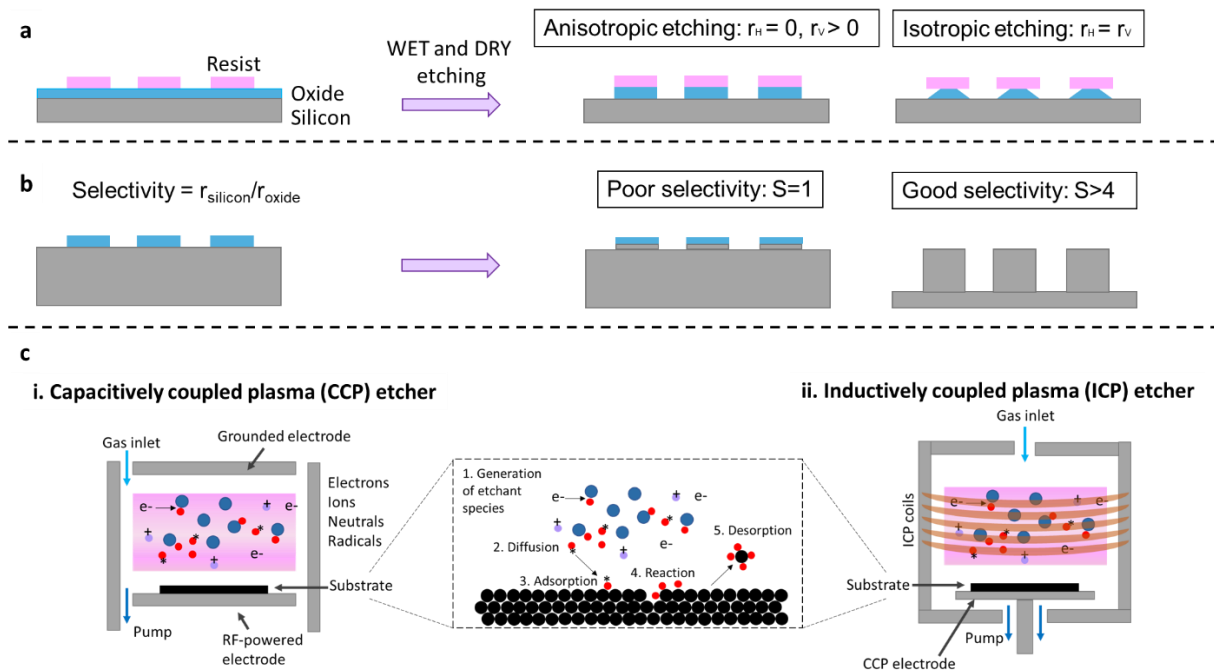 a
Resist
Oxide
Silicon
WET and DRY
etching
Anisotropic etching: rH = 0, rV > 0
Isotropic etching: rH = rV
b
Selectivity = rsilicon/roxide
Poor selectivity: S=1
Good selectivity: S>4
c
i. Capacitively coupled plasma (CCP) etcher
Gas inlet
Grounded electrode
e-
+
+
*
*
e-
+
Electrons
Ions
Neutrals
Radicals
Substrate
Pump
RF-powered
electrode
1. Generation
of etchant
species
e-
+
e-
+
*
*
+
2. Diffusion
*
3. Adsorption
4. Reaction
5. Desorption
ii. Inductively coupled plasma (ICP) etcher
Gas inlet
ICP coils
e-
+
+
*
*
e-
+
Substrate
Pump
CCP electrode